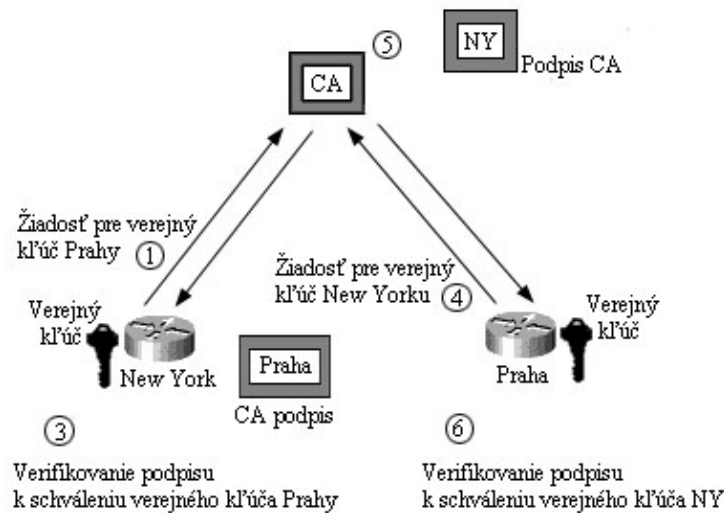 ⑤
NY
Podpis CA
CA
Žiadosť pre verejný
kľúč Prahy ①
Žiadosť pre verejný
kľúč New Yorku ④
Verejný
kľúč
New York
Praha
CA podpis
Verejný
kľúč
Praha
③
Verifikovanie podpisu
k schváleniu verejného kľúča Prahy
⑥
Verifikovanie podpisu
k schváleniu verejného kľúča NY